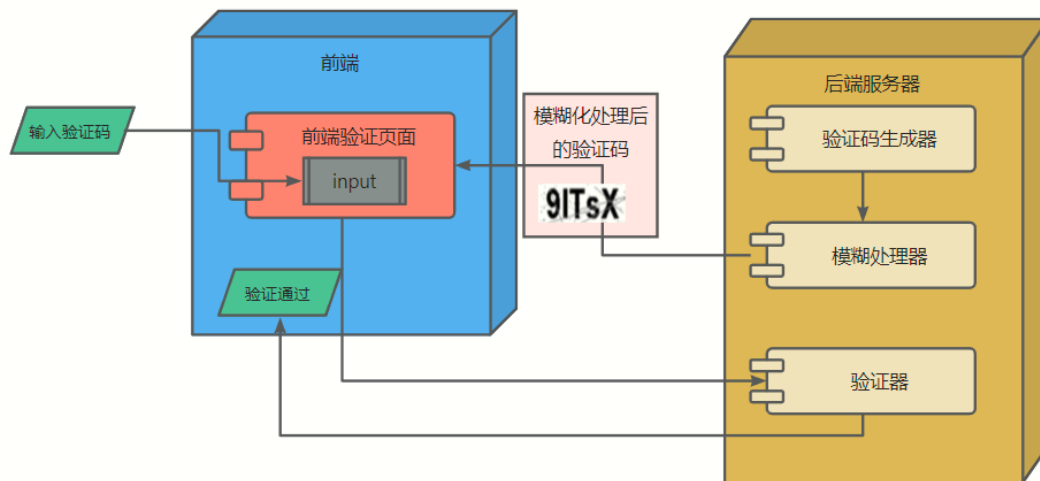 前端
后端服务器
输入验证码
前端验证页面
input
模糊化处理后
的验证码
9ITsX
验证码生成器
模糊处理器
验证通过
验证器